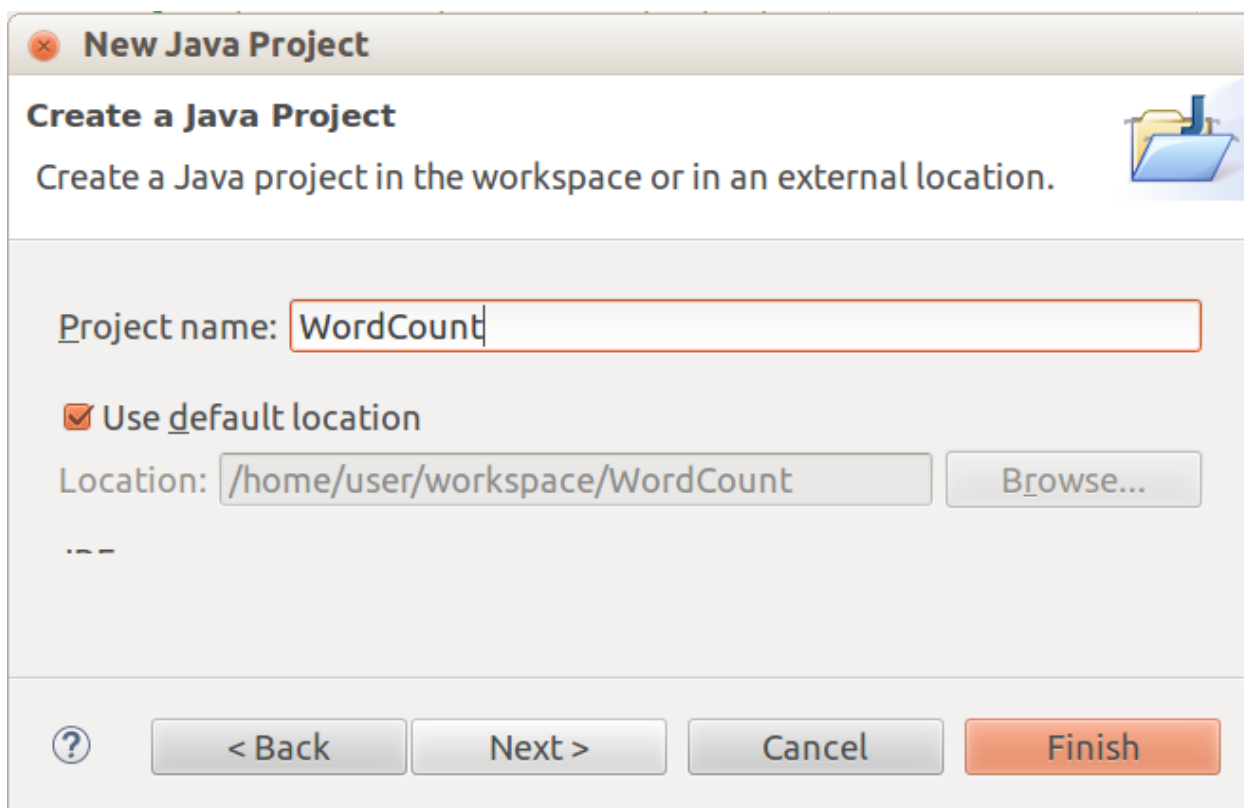 New Java Project
Create a Java Project
Create a Java project in the workspace or in an external location.
Project name: WordCount
Use default location
Location: /home/user/workspace/WordCount Browse...
? < Back Next > Cancel Finish